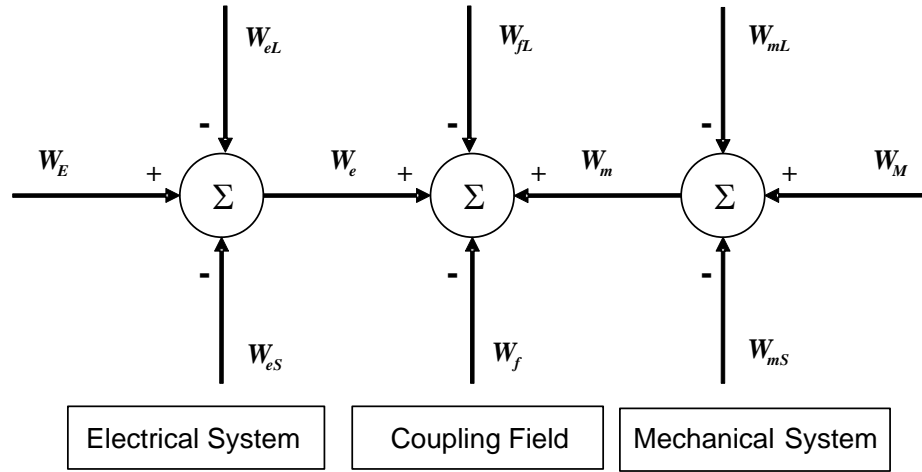 W_eL W_fL W_mL
- - -
W_E + W_e + + W_m + W_M
Σ Σ Σ
- - -
W_eS W_f W_mS
Electrical System Coupling Field Mechanical System